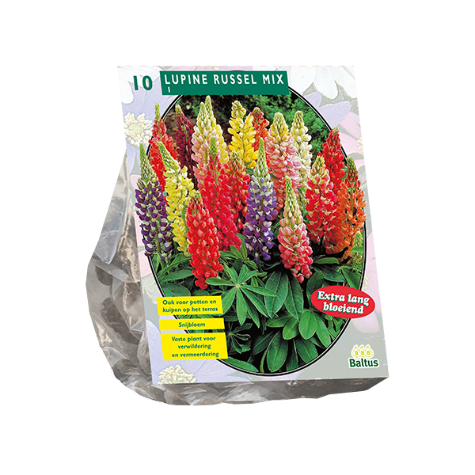 10 LUPINE RUSSEL MIX
1
Ook voor potten en
kuipen op het terras
Snijbloem
Vaste plant voor
verwildering
en vermeerdering
Extra lang
bloeiend
Baltus